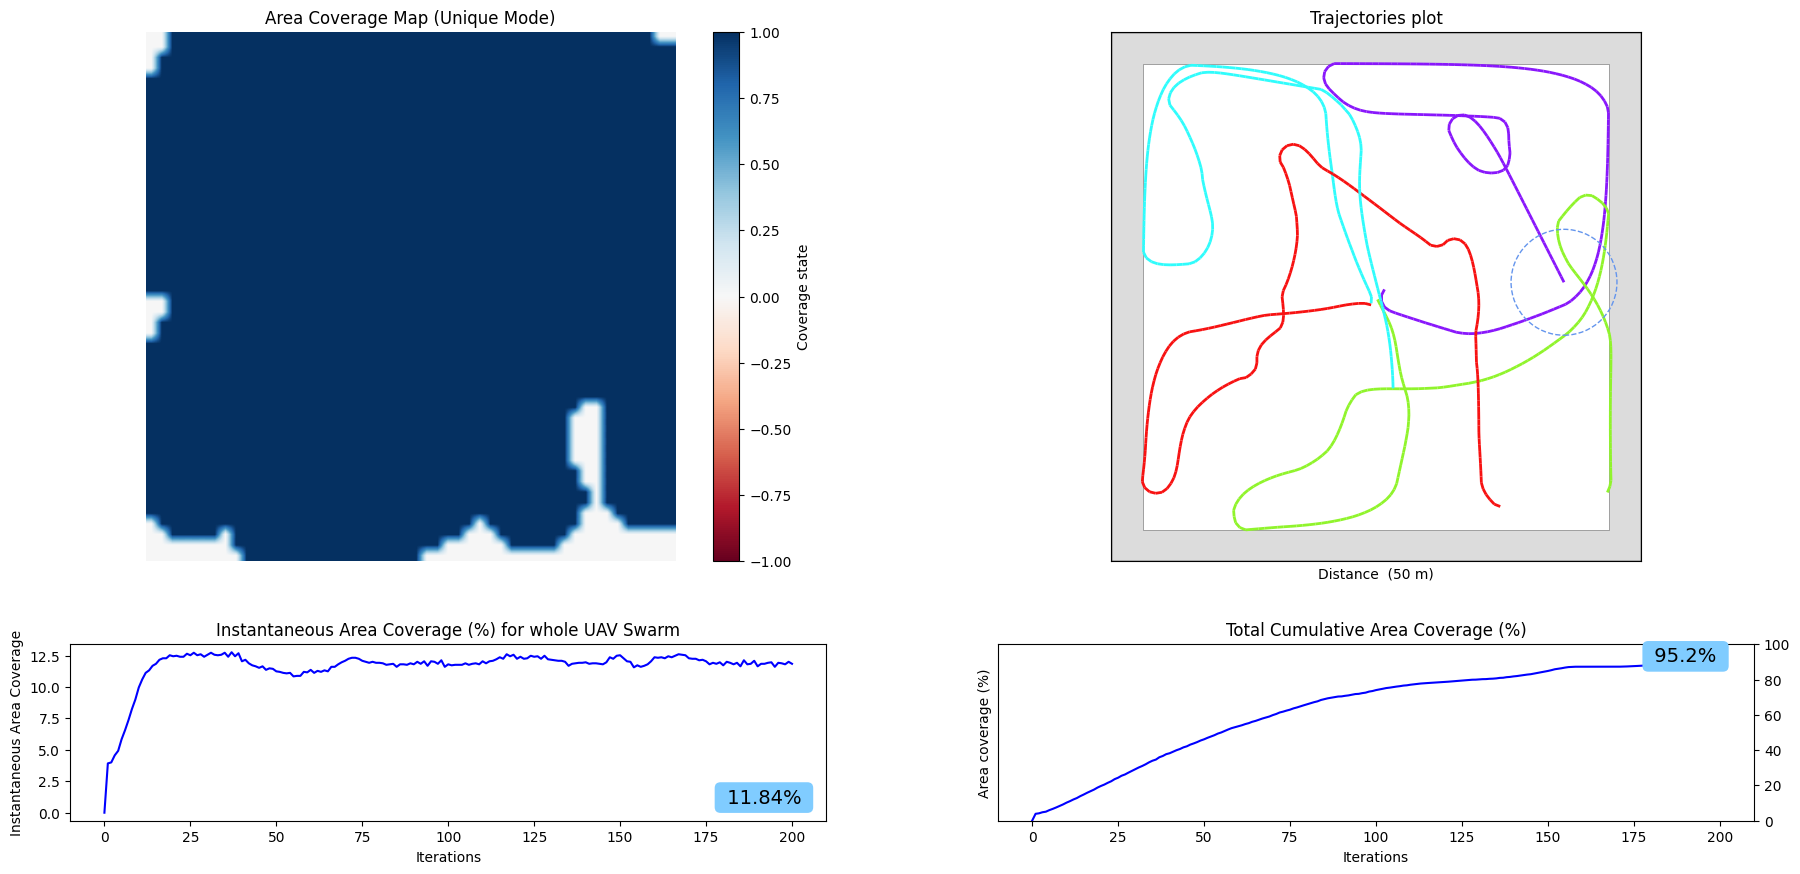 Area Coverage Map (Unique Mode)
1.00
0.75
0.50
0.25
0.00
−0.25
−0.50
−0.75
−1.00
Coverage state
Trajectories plot
Distance  (50 m)
Instantaneous Area Coverage (%) for whole UAV Swarm
Instantaneous Area Coverage
12.5
10.0
7.5
5.0
2.5
0.0
11.84%
0 25 50 75 100 125 150 175 200
Iterations
Total Cumulative Area Coverage (%)
Area coverage (%)
95.2%
100
80
60
40
20
0
0 25 50 75 100 125 150 175 200
Iterations